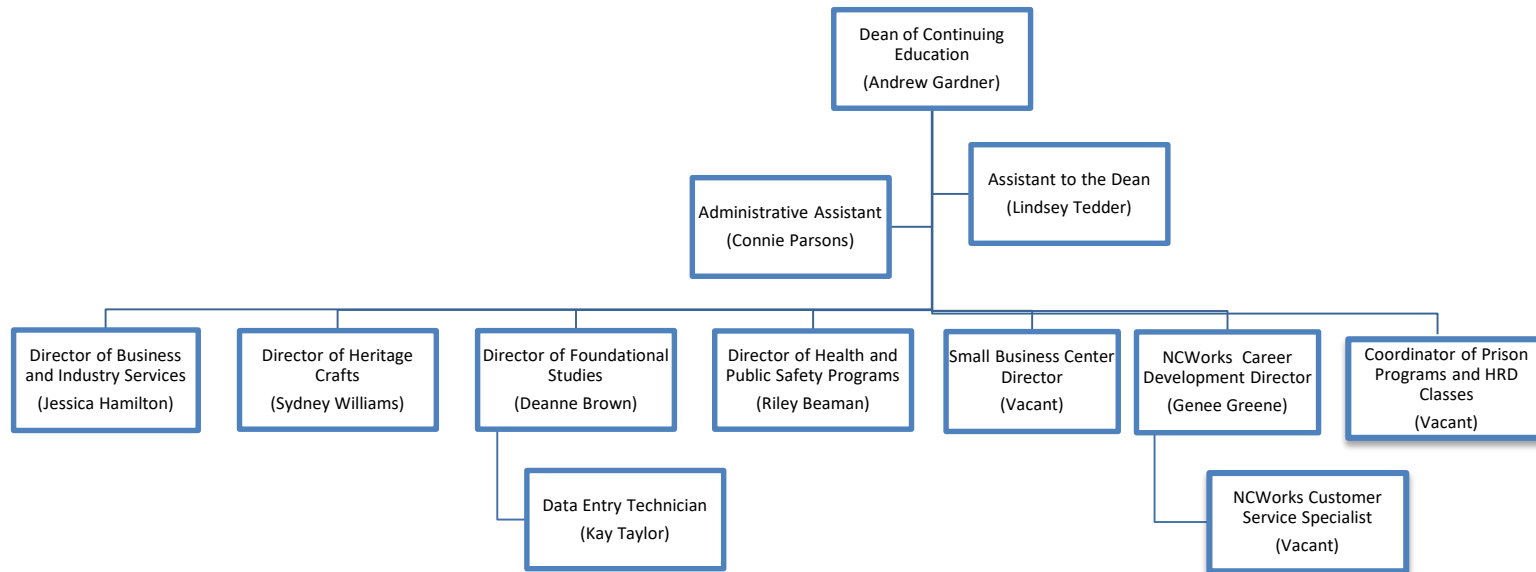 Dean of Continuing
Education
(Andrew Gardner)
Assistant to the Dean
(Lindsey Tedder)
Administrative Assistant
(Connie Parsons)
Director of Business
and Industry Services
(Jessica Hamilton)
Director of Heritage
Crafts
(Sydney Williams)
Director of Foundational
Studies
(Deanne Brown)
Director of Health and
Public Safety Programs
(Riley Beaman)
Small Business Center
Director
(Vacant)
NCWorks Career
Development Director
(Genee Greene)
Coordinator of Prison
Programs and HRD
Classes
(Vacant)
Data Entry Technician
(Kay Taylor)
NCWorks Customer
Service Specialist
(Vacant)